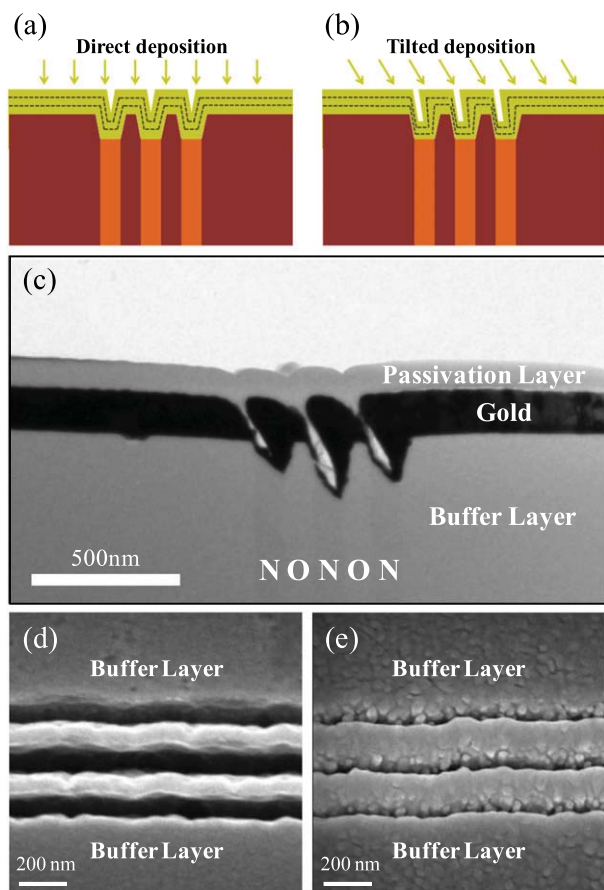 (a)
Direct deposition
(b)
Tilted deposition
(c)
Passivation Layer
Gold
Buffer Layer
500nm
N O N O N
(d)
Buffer Layer
Buffer Layer
200 nm
(e)
Buffer Layer
Buffer Layer
200 nm